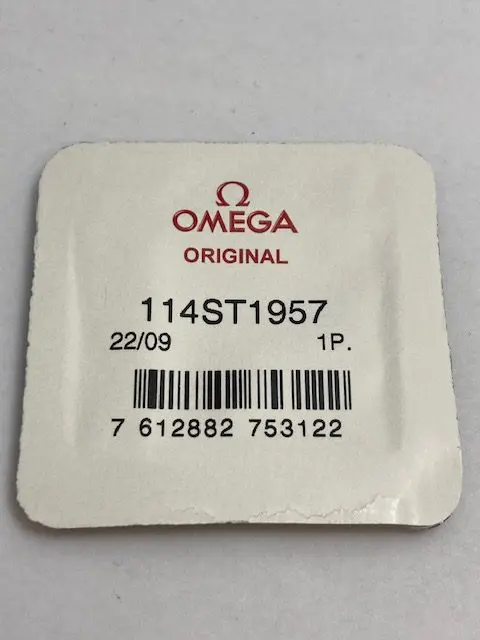 Ω
OMEGA
ORIGINAL
114ST1957
22/09 1P.
7 612882 753122